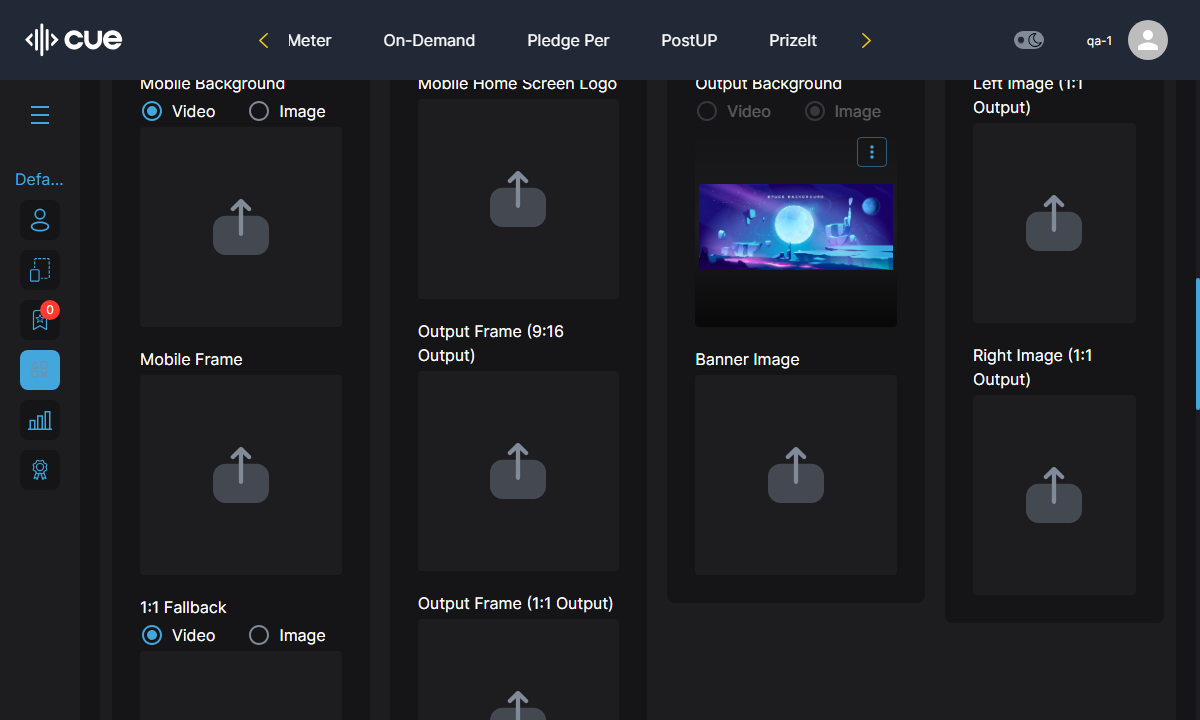 cue
Meter
On-Demand
Pledge Per
PostUP
PrizeIt
qa-1
Defa...
0
Mobile Background
Video
Image
Mobile Frame
1:1 Fallback
Video
Image
Mobile Home Screen Logo
Output Frame (9:16
Output)
Output Frame (1:1 Output)
Output Background
Video
Image
SPACE BACKGROUND
Banner Image
Left Image (1:1
Output)
Right Image (1:1
Output)